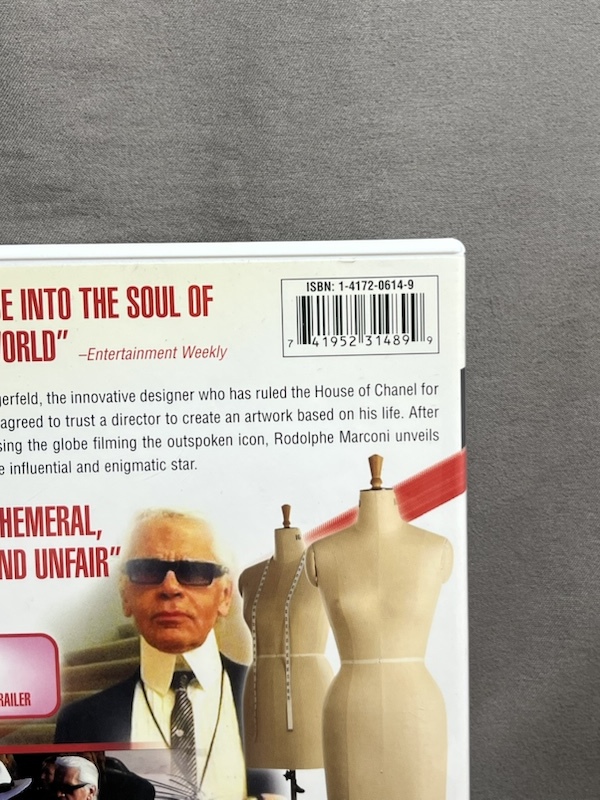 E INTO THE SOUL OF
ORLD" –Entertainment Weekly
ISBN: 1-4172-0614-9
7 41952 31489 9
gerfeld, the innovative designer who has ruled the House of Chanel for
agreed to trust a director to create an artwork based on his life. After
sing the globe filming the outspoken icon, Rodolphe Marconi unveils
e influential and enigmatic star.
HEMERAL,
ND UNFAIR"
RAILER